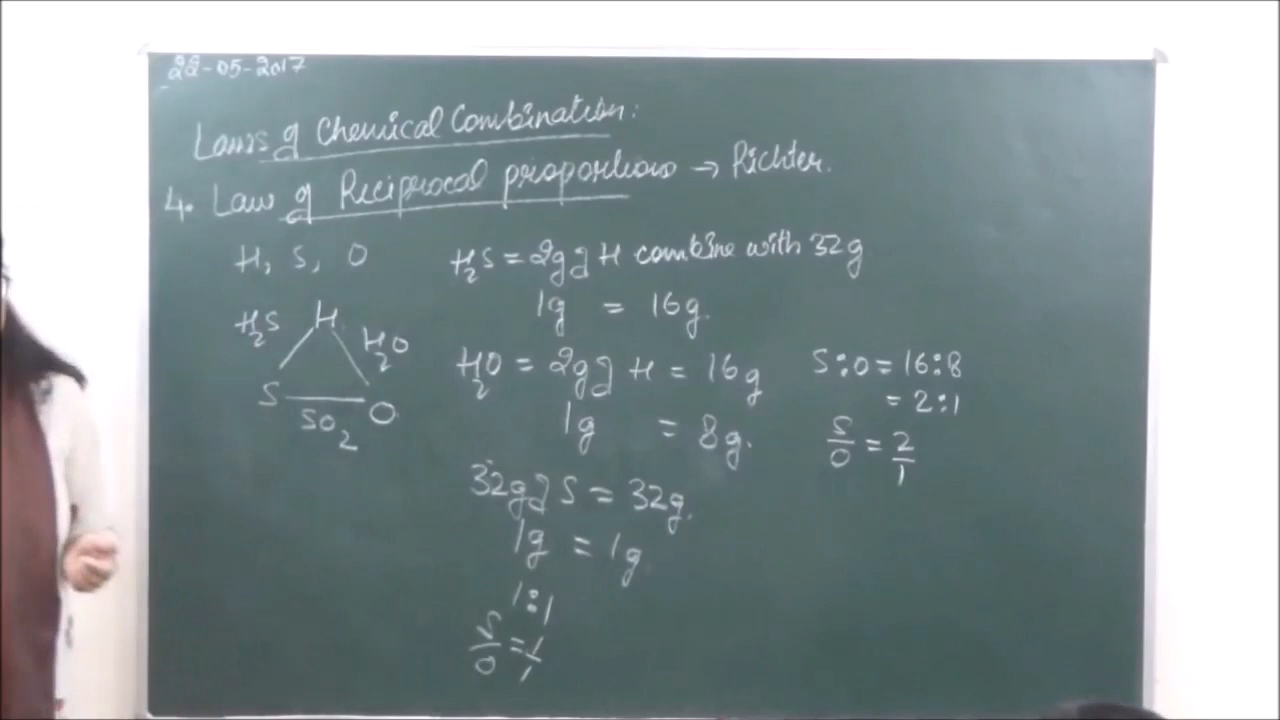 22-05-2017
Laws of Chemical Combination:
4. Law of Reciprocal proportions → Richter.
H, S, O
H₂S = 2g of H combine with 32g
1g = 16g.
H
H₂S
H₂O
S
O
SO₂
H₂O = 2g of H = 16g
1g = 8g.
S:O = 16:8
= 2:1
S/O = 2/1
32g of S = 32g.
1g = 1g
1:1
S/O = 1/1